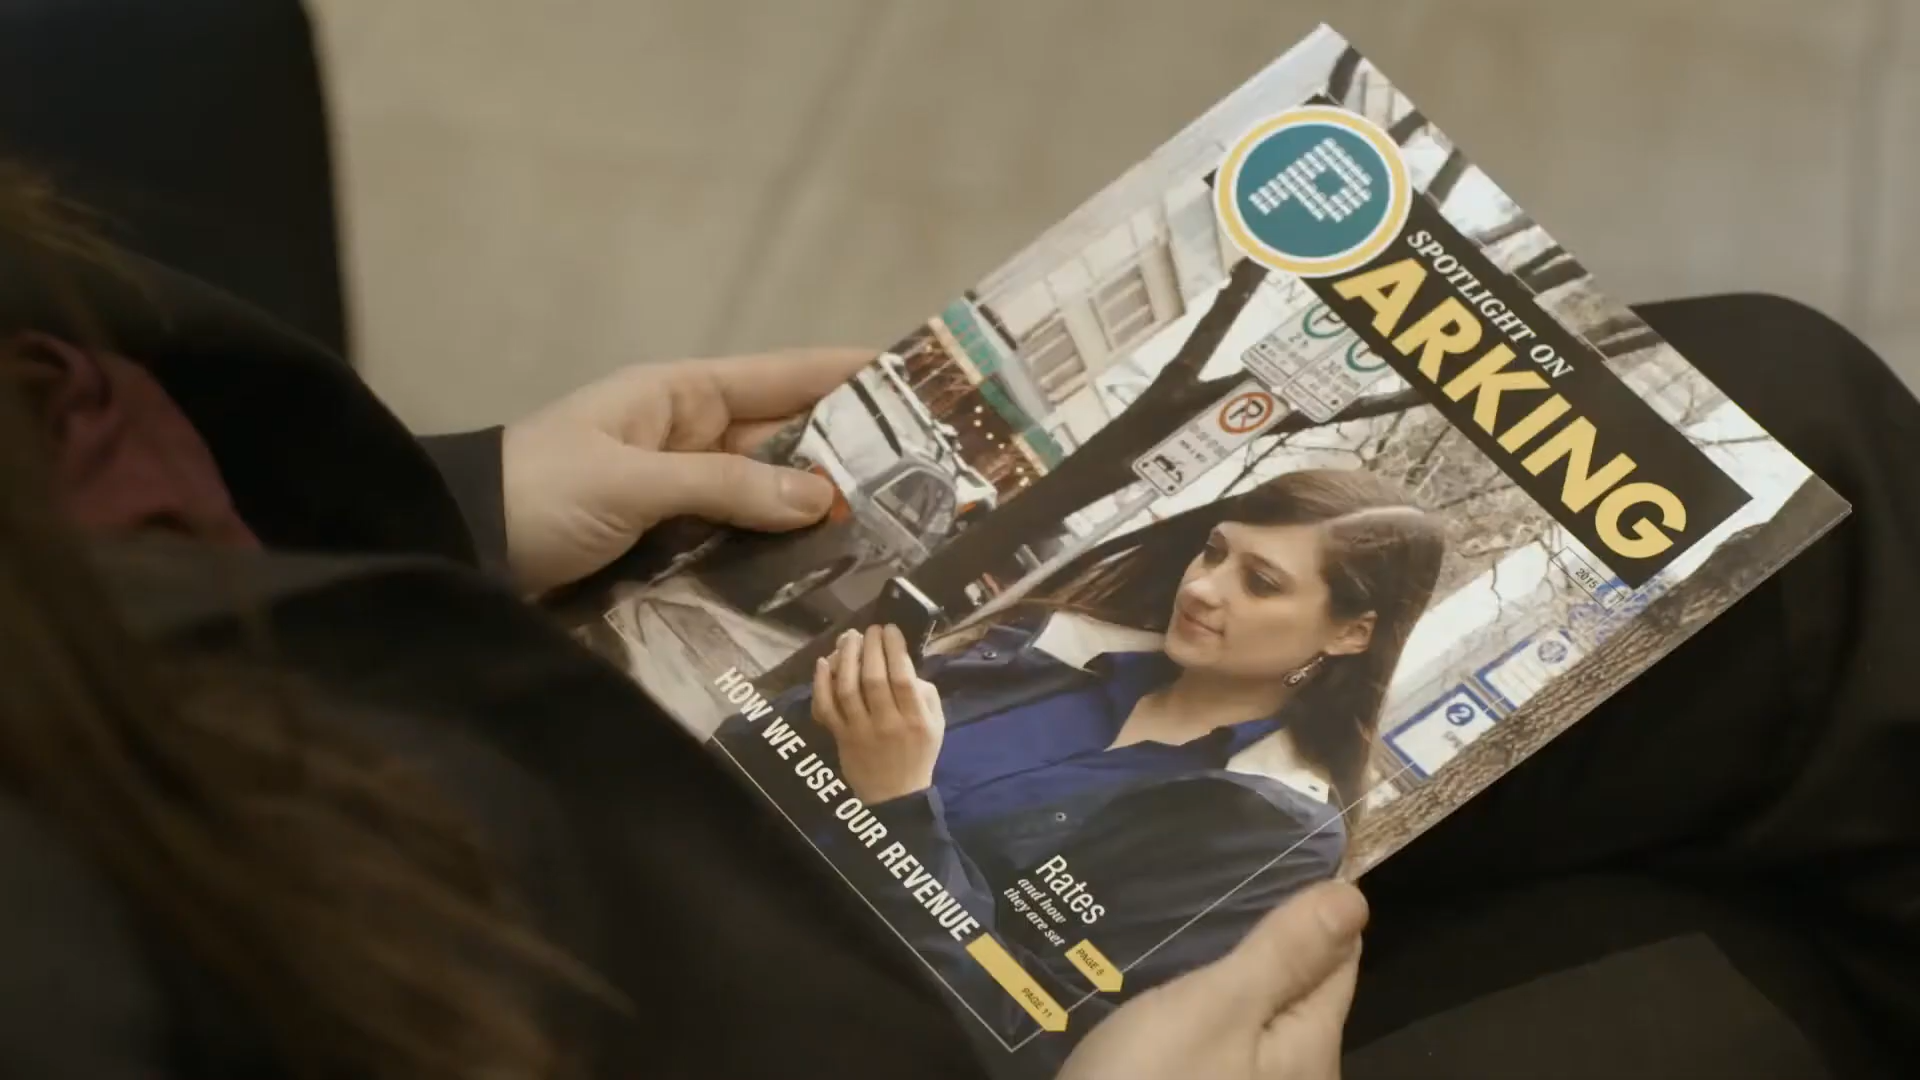 P
SPOTLIGHT ON
ARKING
2015
2
HOW WE USE OUR REVENUE
PAGE 11
Rates
and how
they are set
PAGE 6